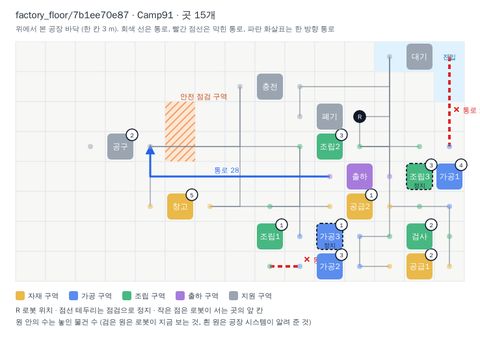 factory_floor/7b1ee70e87 · Camp91 · 곳 15개
위에서 본 공장 바닥 (한 칸 3 m). 회색 선은 통로, 빨간 점선은 막힌 통로, 파란 화살표는 한 방향 통로
대기
진입
충전
안전 점검 구역
폐기
R
✕ 통로
공구
2
조립2
3
통로 28
출하
조립3
3
정지
가공1
4
창고
5
공급2
1
조립1
1
가공3
1
정지
검사
2
✕
가공2
3
공급1
2
자재 구역
가공 구역
조립 구역
출하 구역
지원 구역
R 로봇 위치 · 점선 테두리는 점검으로 정지 · 작은 점은 로봇이 서는 곳의 앞 칸
원 안의 수는 놓인 물건 수 (검은 원은 로봇이 지금 보는 것, 흰 원은 공장 시스템이 알려 준 것)